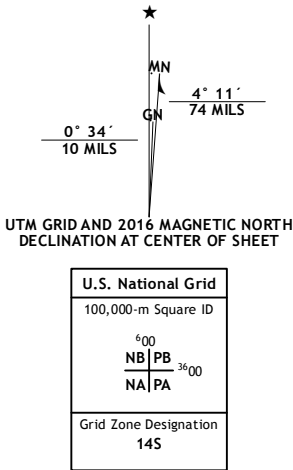 ★
MN
4° 11´
74 MILS
GN
0° 34´
10 MILS
UTM GRID AND 2016 MAGNETIC NORTH
DECLINATION AT CENTER OF SHEET
U.S. National Grid
100,000-m Square ID
⁶00
NB PB
³⁶00
NA PA
Grid Zone Designation
14S